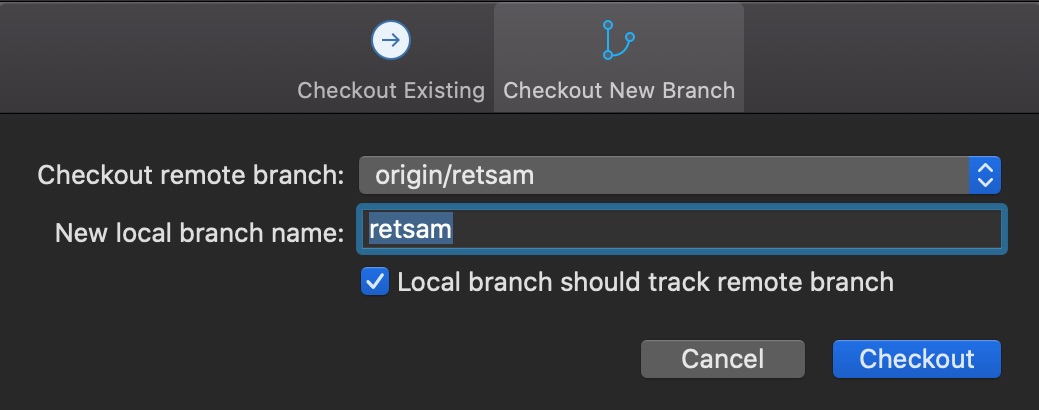 Checkout Existing Checkout New Branch
Checkout remote branch: origin/retsam
New local branch name: retsam
Local branch should track remote branch
Cancel Checkout